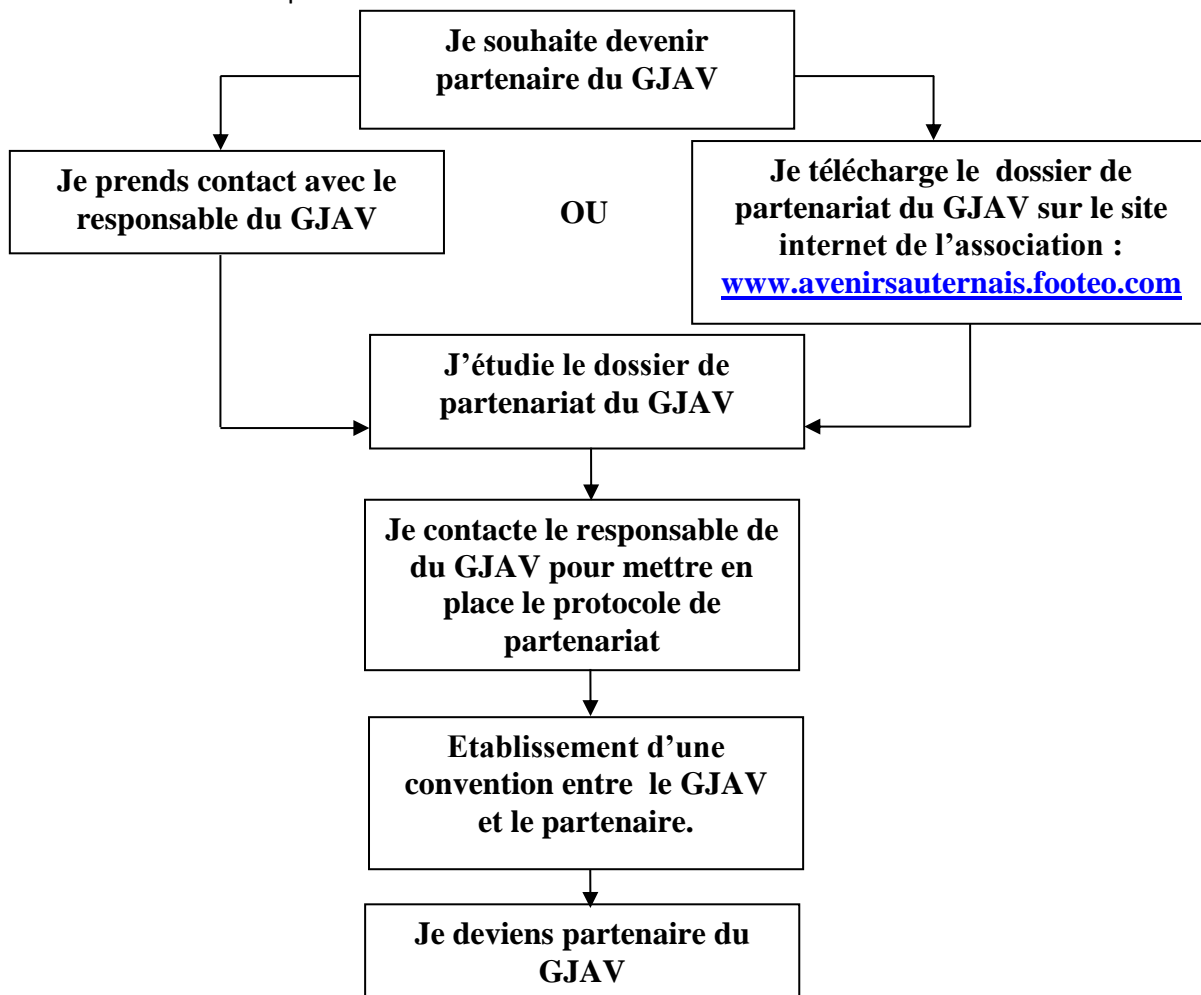 Je souhaite devenir
partenaire du GJAV
Je prends contact avec le
responsable du GJAV
OU
Je télécharge le dossier de
partenariat du GJAV sur le site
internet de l’association :
www.avenirsauternais.footeo.com
J’étudie le dossier de
partenariat du GJAV
Je contacte le responsable de
du GJAV pour mettre en
place le protocole de
partenariat
Etablissement d’une
convention entre le GJAV
et le partenaire.
Je deviens partenaire du
GJAV